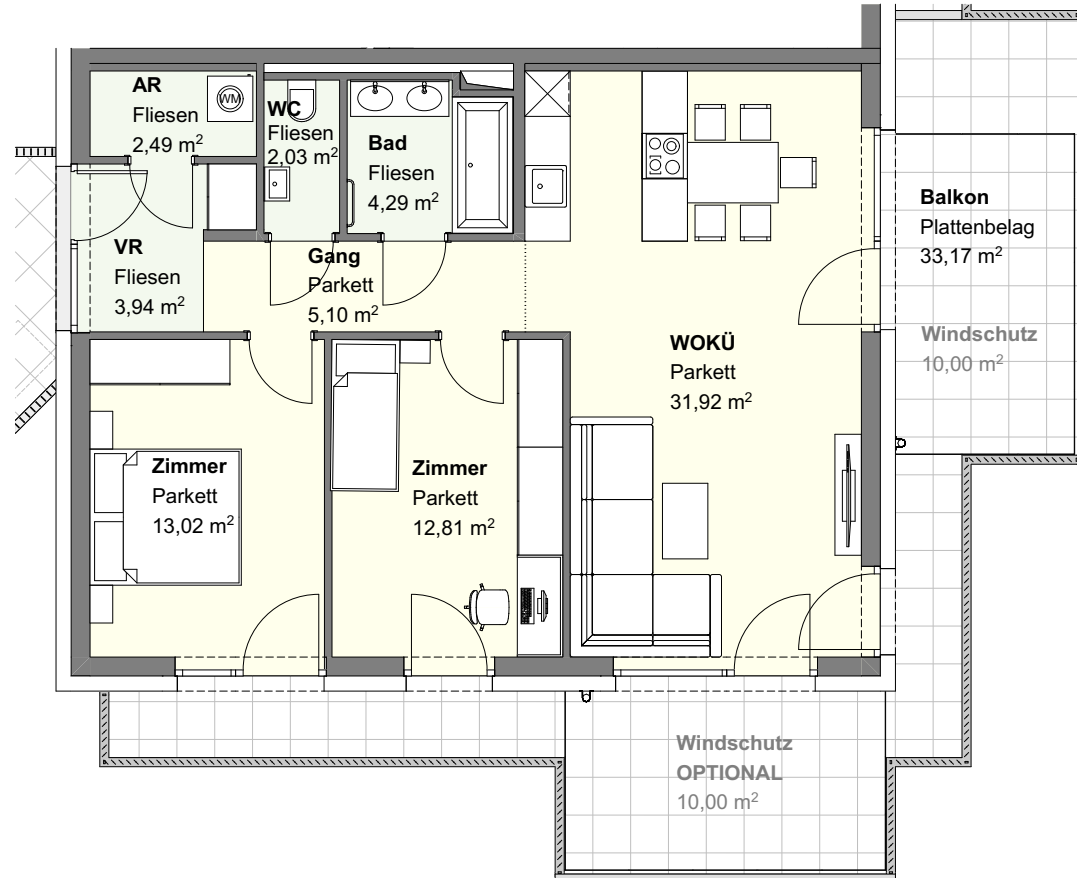 AR
Fliesen
2,49 m²
WM
WC
Fliesen
2,03 m²
Bad
Fliesen
4,29 m²
VR
Fliesen
3,94 m²
Gang
Parkett
5,10 m²
Balkon
Plattenbelag
33,17 m²
Windschutz
10,00 m²
WOKÜ
Parkett
31,92 m²
Zimmer
Parkett
13,02 m²
Zimmer
Parkett
12,81 m²
Windschutz
OPTIONAL
10,00 m²